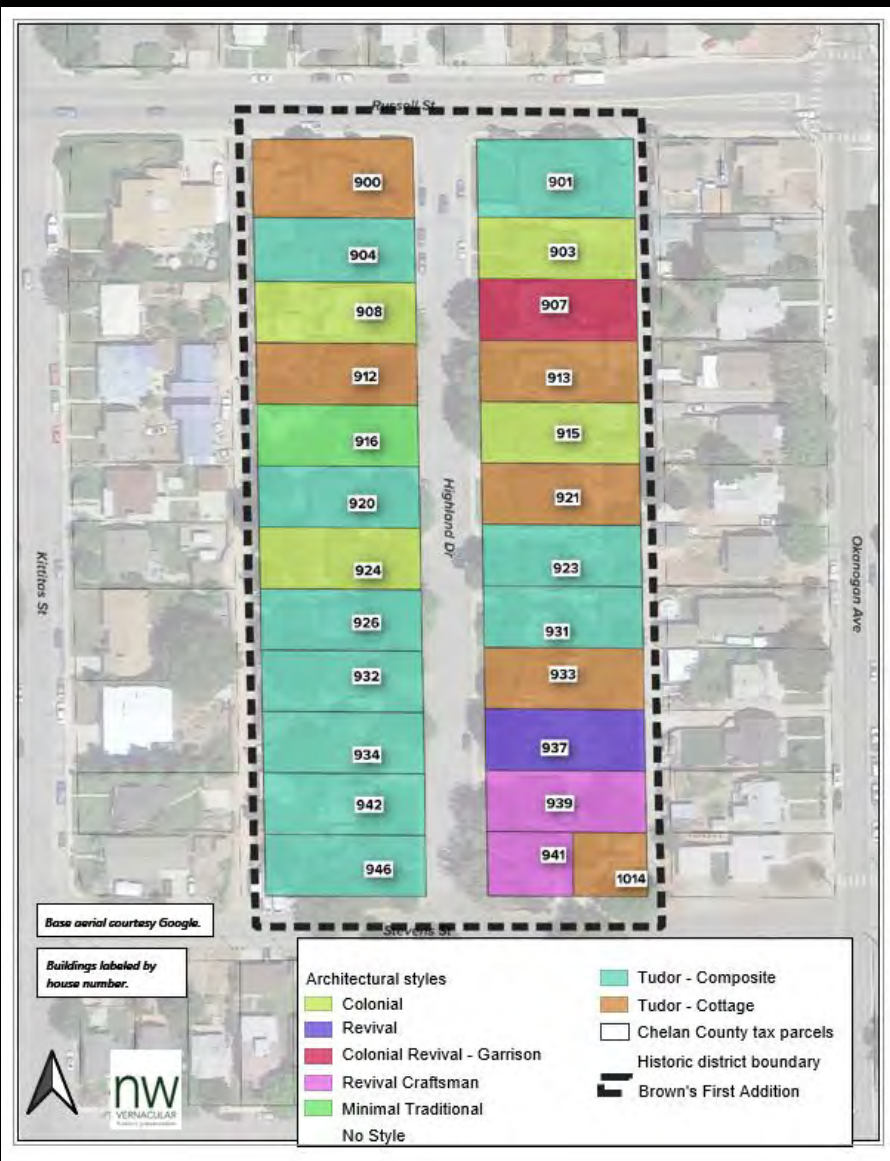 Russell St
900
901
904
903
908
907
912
913
916
915
920
921
Highland Dr
924
923
Kittitas St
Okanogan Ave
926
931
932
933
934
937
942
939
946
941
1014
Stevens St
Base aerial courtesy Google.
Buildings labeled by
house number.
nw
VERNACULAR
Architectural styles
Colonial
Revival
Colonial Revival - Garrison
Revival Craftsman
Minimal Traditional
No Style
Tudor - Composite
Tudor - Cottage
Chelan County tax parcels
Historic district boundary
Brown's First Addition